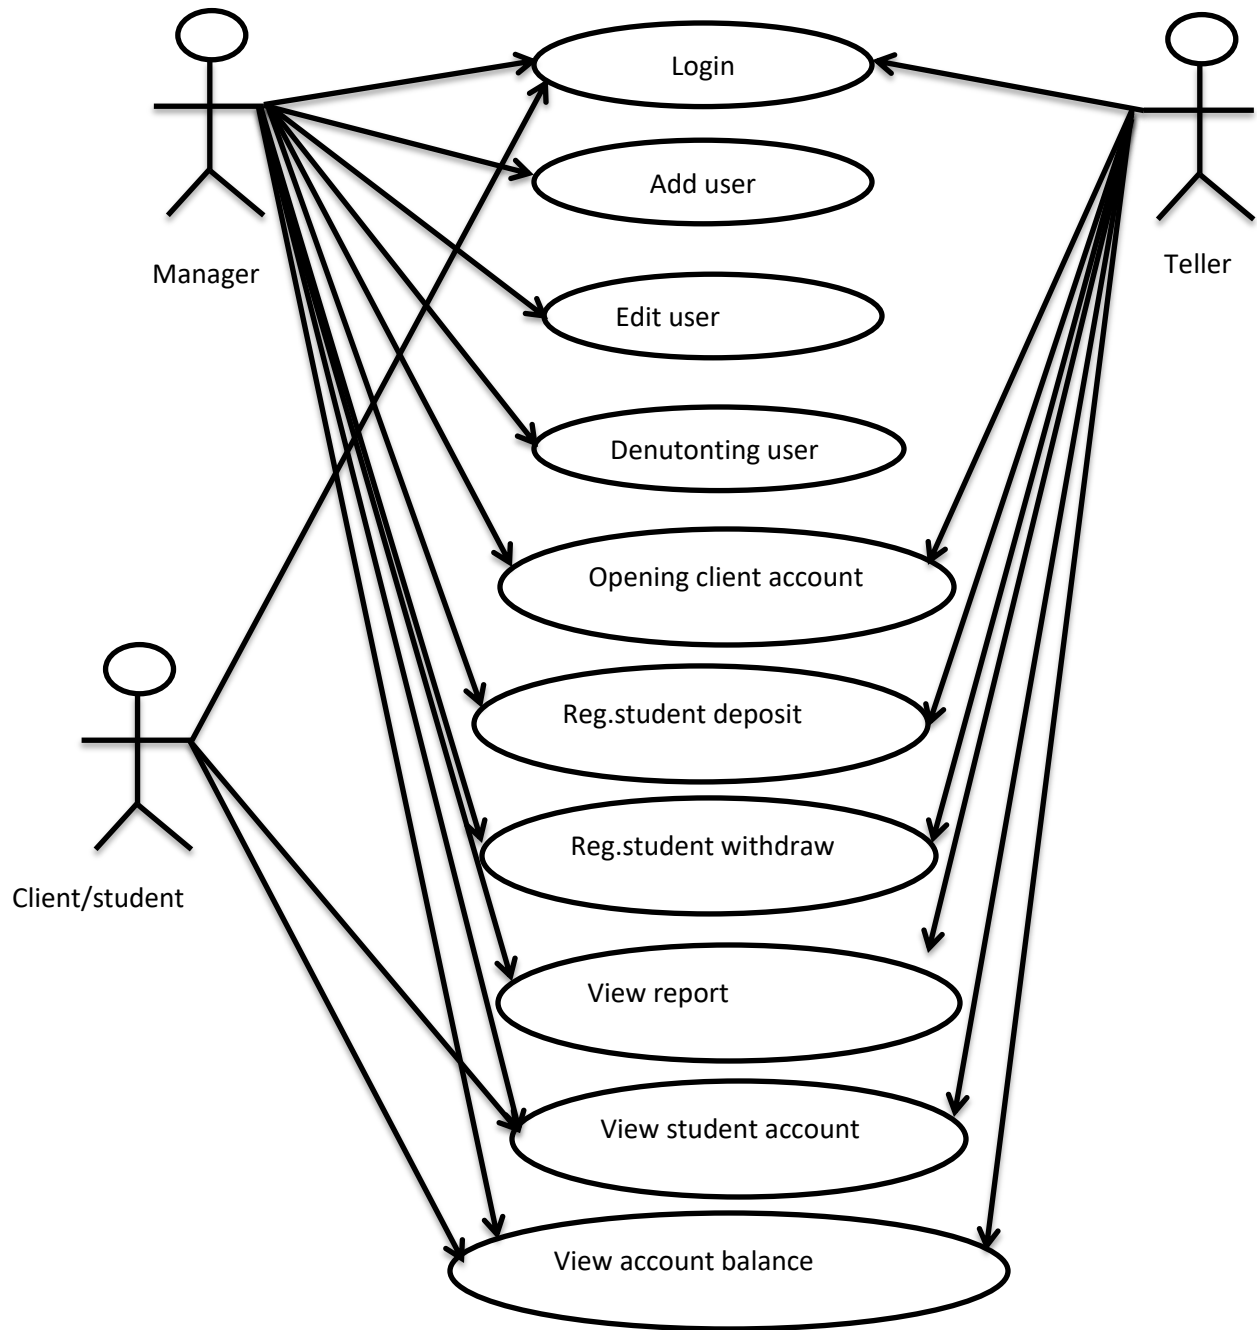 Login
Add user
Manager
Teller
Edit user
Denutonting user
Opening client account
Reg.student deposit
Reg.student withdraw
Client/student
View report
View student account
View account balance